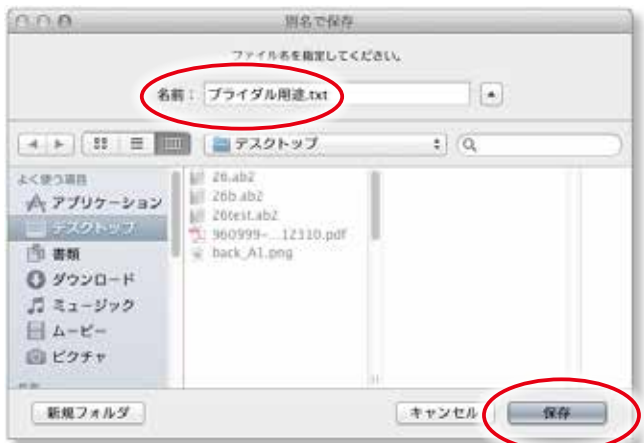 別名で保存
ファイル名を指定してください。
名前： ブライダル用途.txt
デスクトップ
よく使う項目
アプリケーション
デスクトップ
書類
ダウンロード
ミュージック
ムービー
ピクチャ
26.ab2
26b.ab2
26test.ab2
960999-...12310.pdf
back_A1.png
新規フォルダ
キャンセル
保存